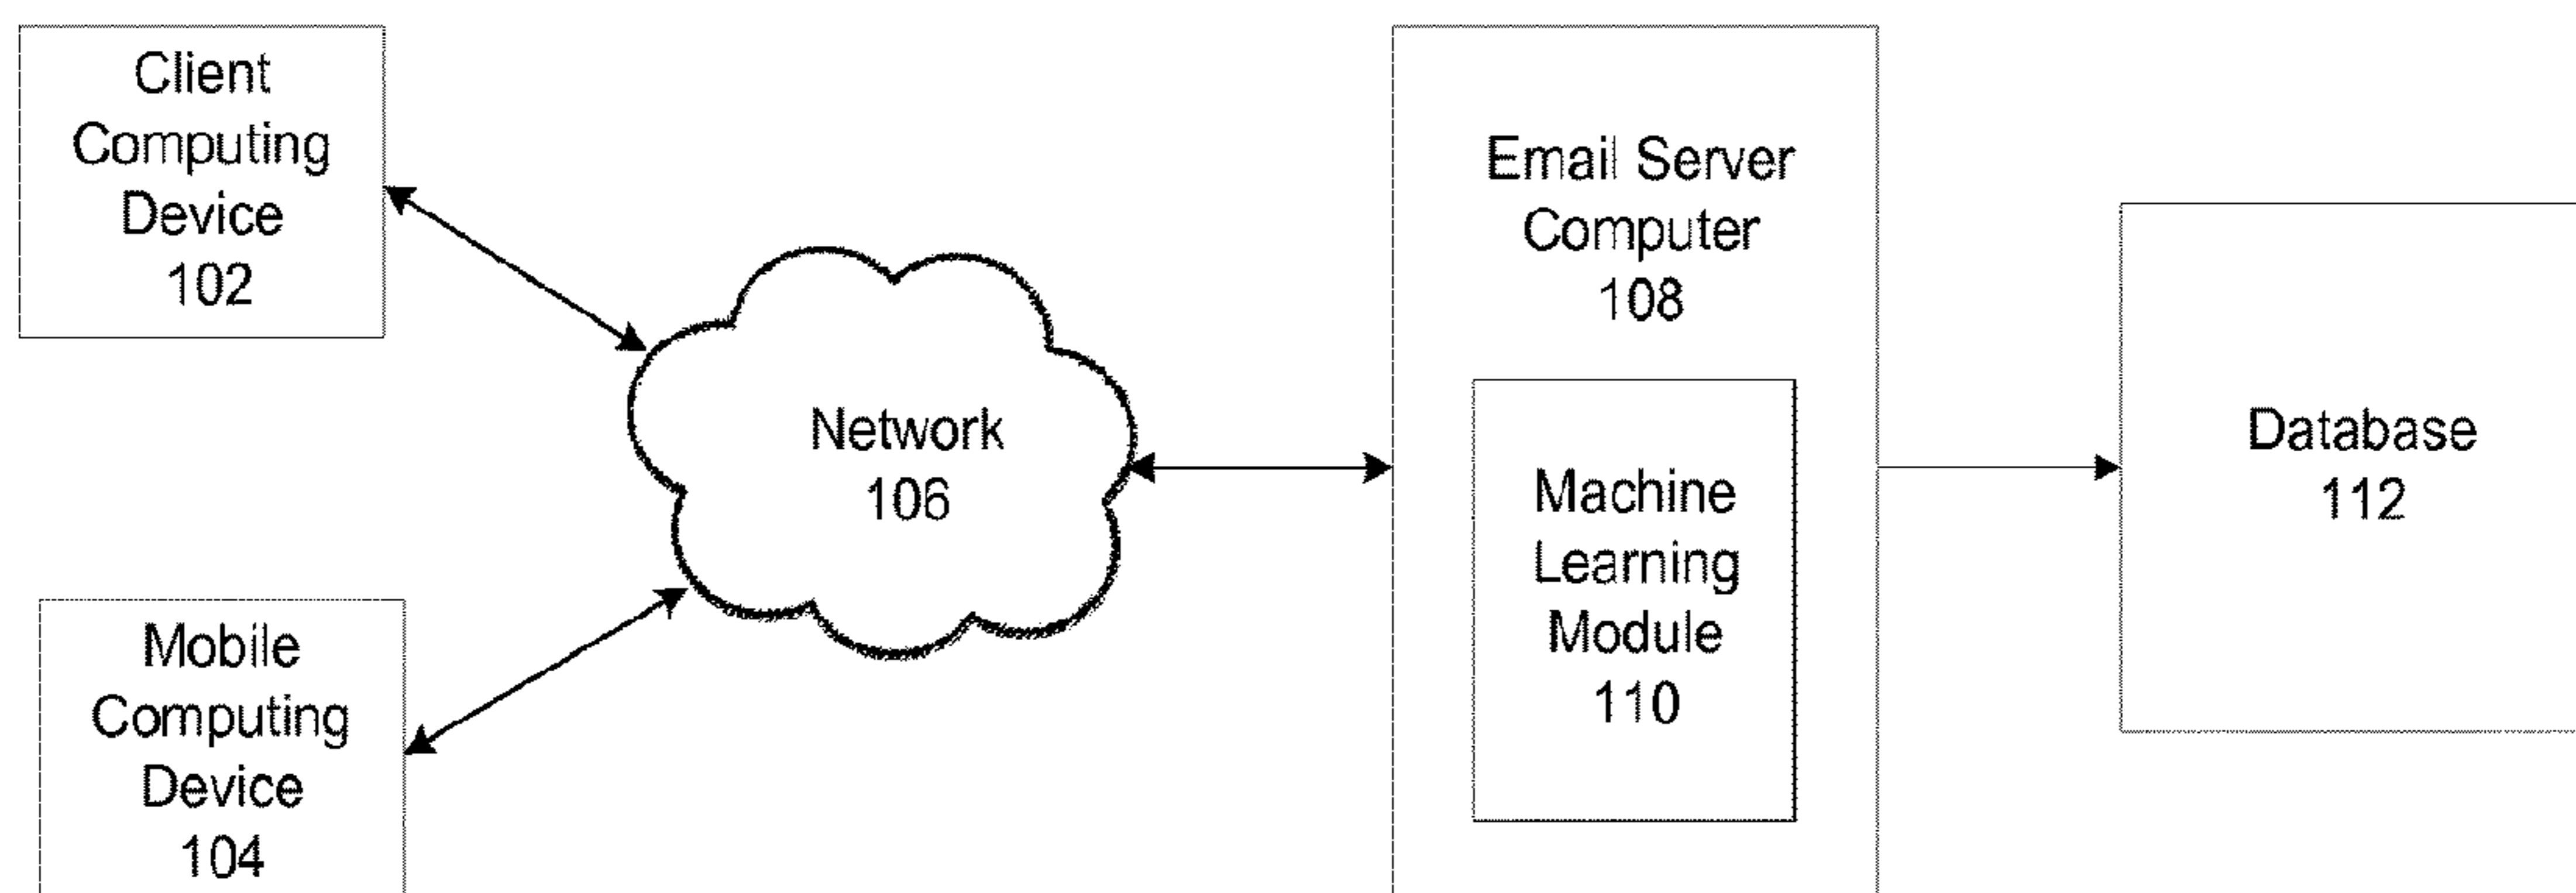 Client
Computing
Device
102
Mobile
Computing
Device
104
Network
106
Email Server
Computer
108
Machine
Learning
Module
110
Database
112